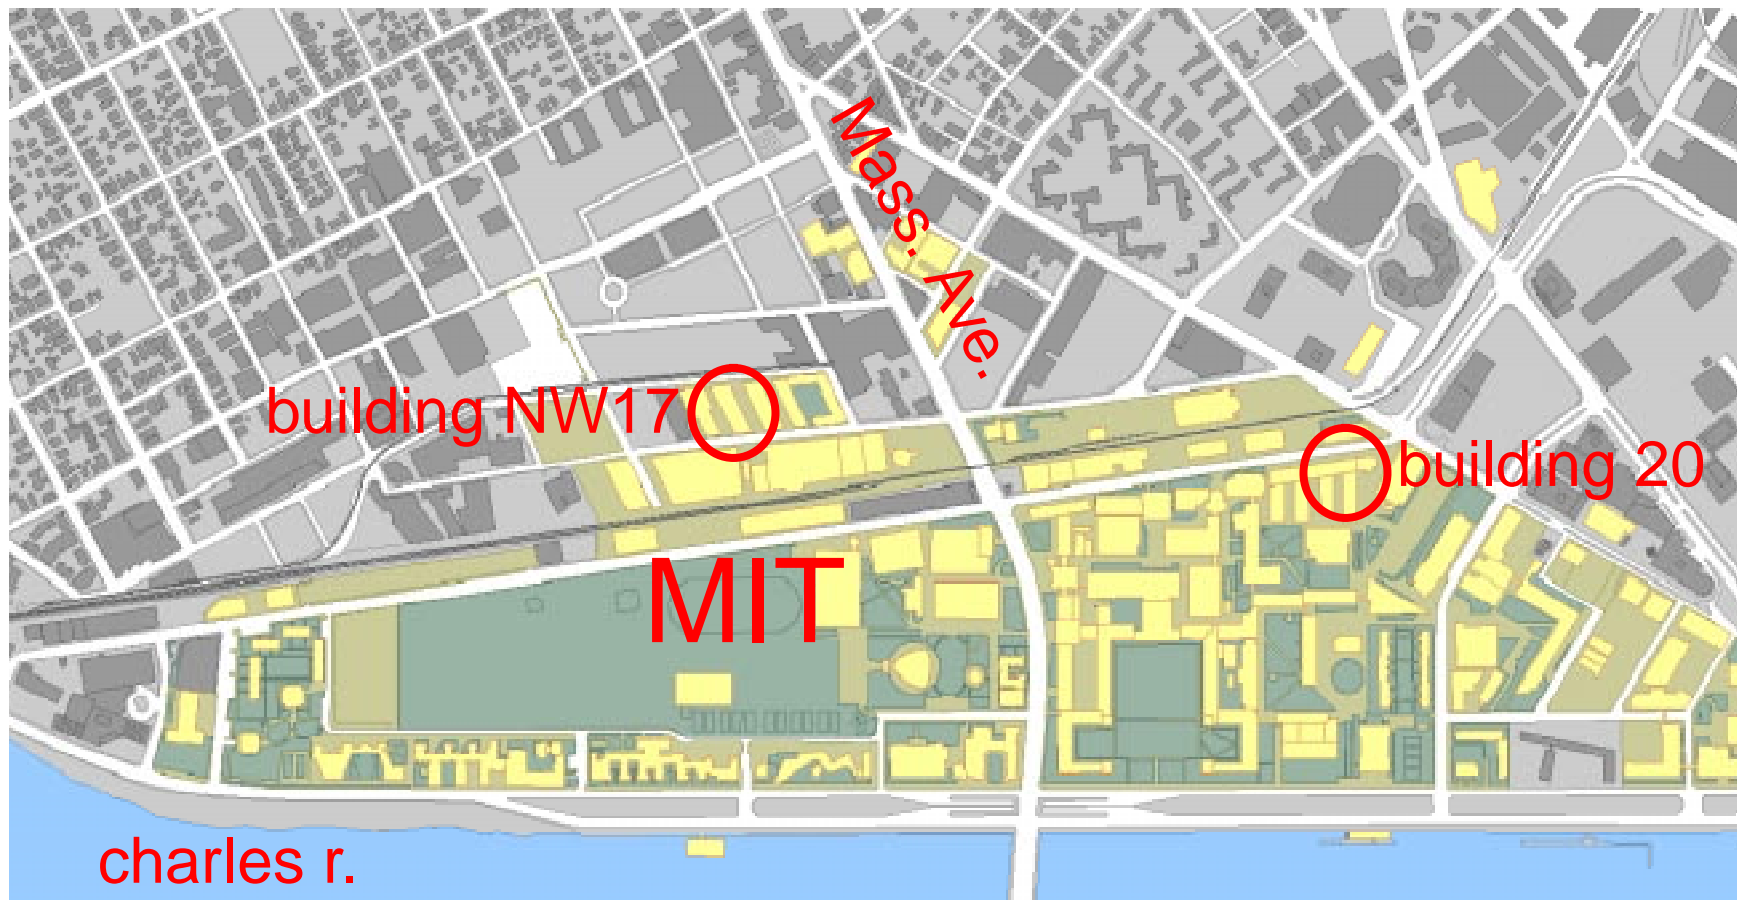 Mass. Ave.
building NW17
building 20
MIT
charles r.